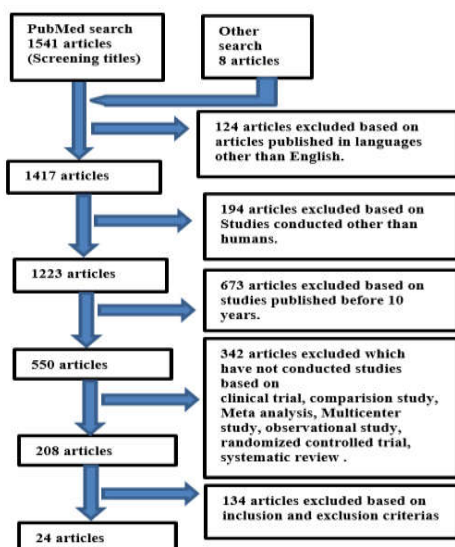 PubMed search
1541 articles
(Screening titles)
Other
search
8 articles
124 articles excluded based on
articles published in languages
other than English.
1417 articles
194 articles excluded based on
Studies conducted other than
humans.
1223 articles
673 articles excluded based on
studies published before 10
years.
550 articles
342 articles excluded which
have not conducted studies
based on
clinical trial, comparision study,
Meta analysis, Multicenter
study, observational study,
randomized controlled trial,
systematic review .
208 articles
134 articles excluded based on
inclusion and exclusion criterias
24 articles